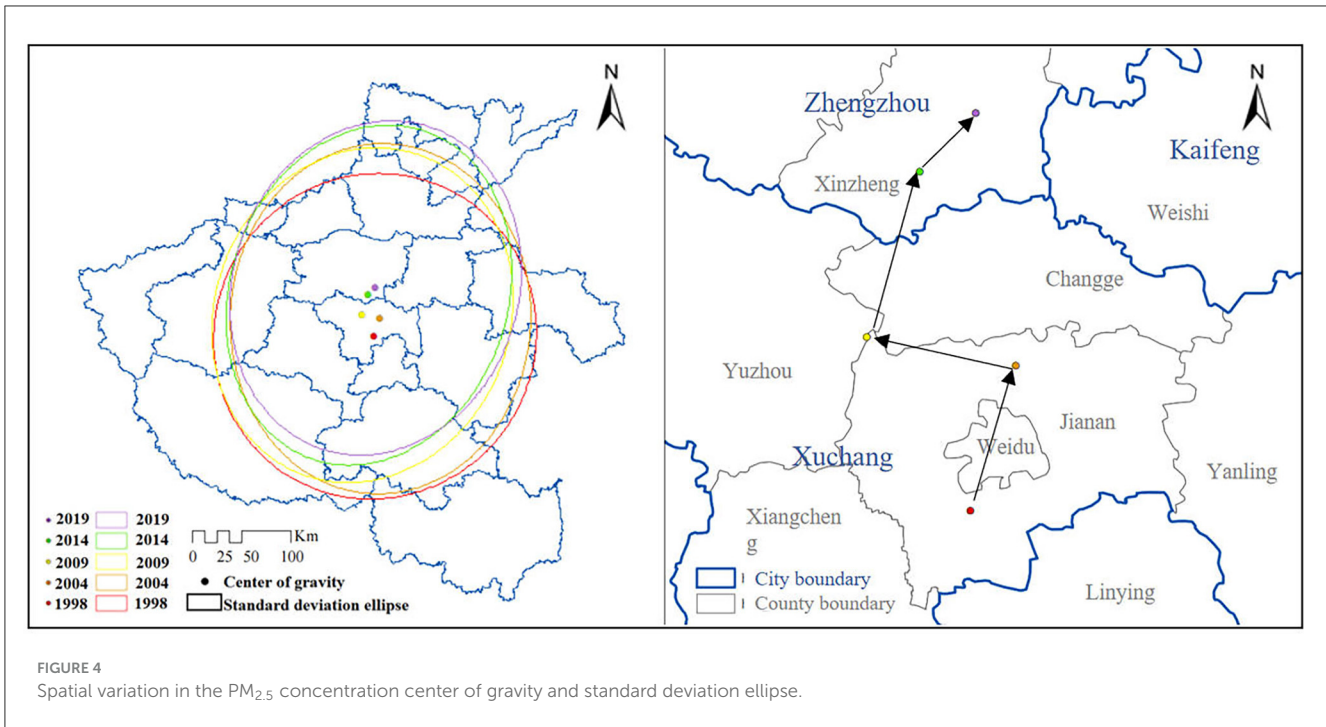 N
2019 2019
2014 2014
2009 2009
2004 2004
1998 1998
Km
0 25 50 100
Center of gravity
Standard deviation ellipse
N
Zhengzhou
Kaifeng
Xinzheng
Weishi
Changge
Yuzhou
Jianan
Weidu
Xuchang
Yanling
Xiangchen
g
City boundary
County boundary
Linying
FIGURE 4
Spatial variation in the PM2.5 concentration center of gravity and standard deviation ellipse.